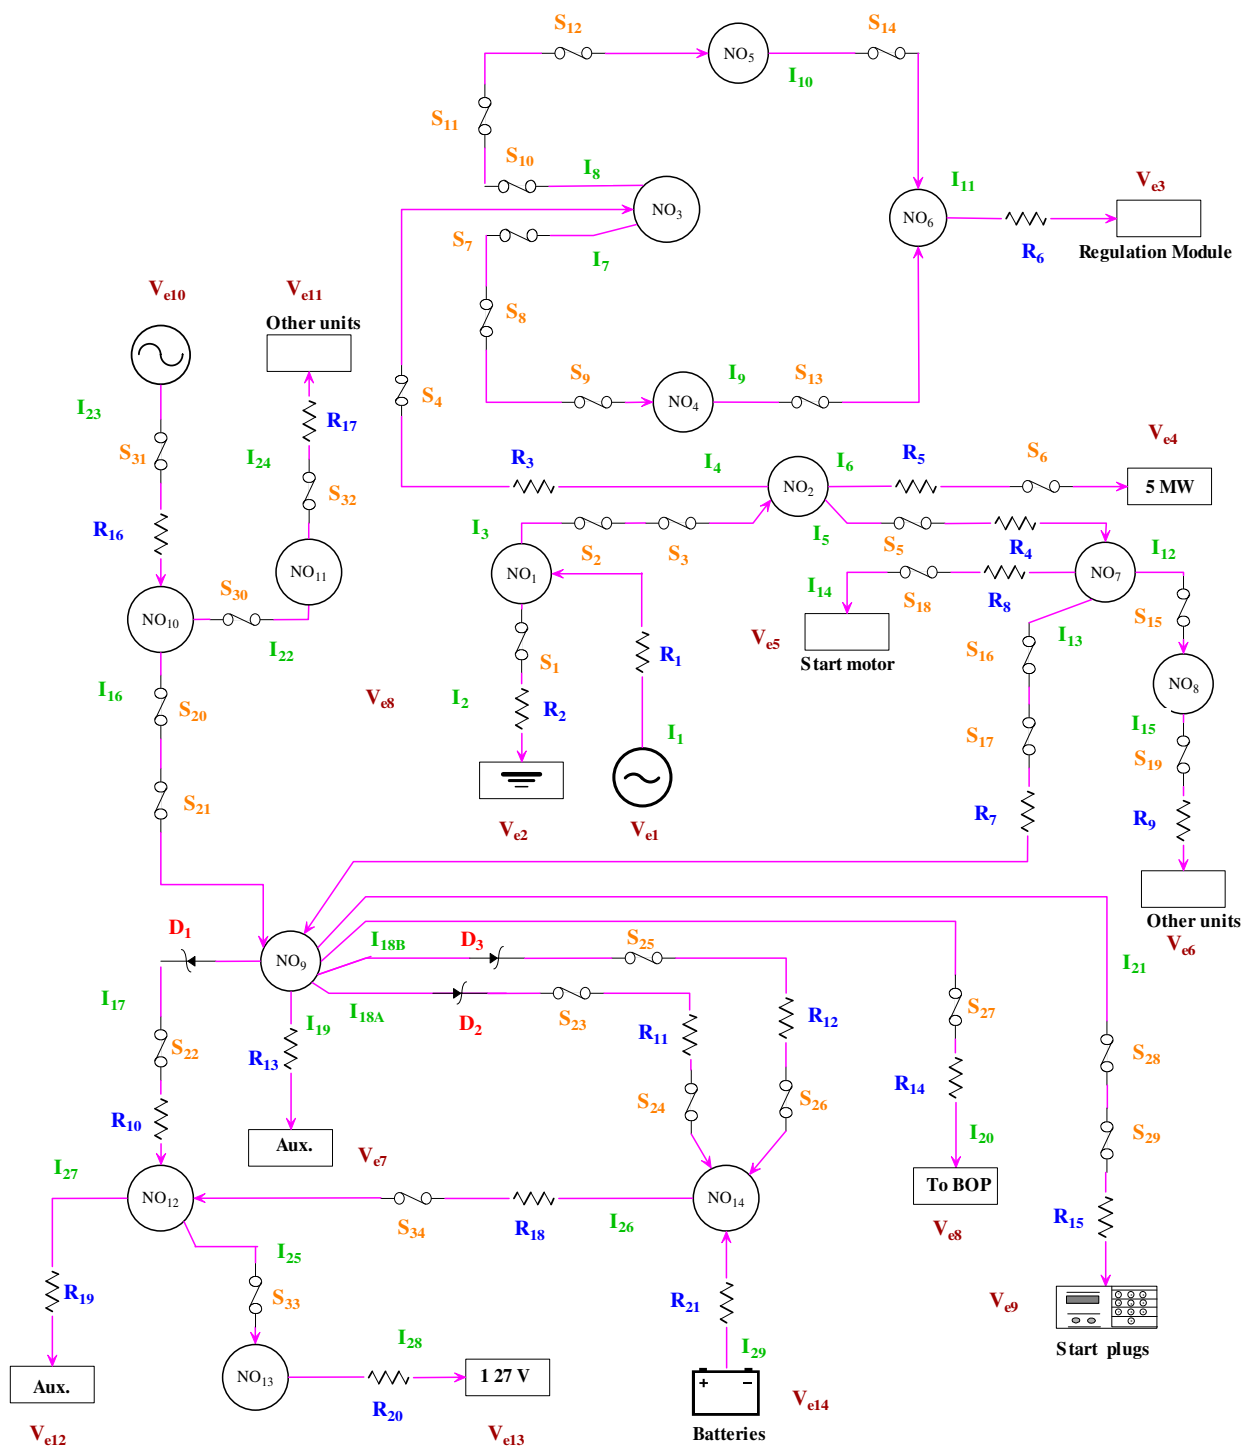 S12
S14
NO5
I10
S11
S10
I8
I11
Ve3
NO3
NO6
S7
I7
R6
Regulation Module
Ve10
Ve11
Other units
S8
S9
I9
S13
S4
NO4
I23
R17
Ve4
S31
I24
R3
I4
I6
R5
S6
S32
NO2
5 MW
R16
I3
S2
S3
I5
S5
R4
I12
NO11
NO1
NO7
S30
I14
S18
R8
S15
NO10
I22
Ve5
Start motor
I13
S16
S1
R1
I16
Ve8
I2
R2
NO8
S20
I1
S17
I15
S19
S21
R7
R9
Ve2
Ve1
Other units
D1
I18B
D3
S25
Ve6
NO9
I21
I17
I19
I18A
D2
S23
R12
S27
S22
R13
R11
S28
R14
R10
S24
S26
S29
Aux.
I20
I27
Ve7
To BOP
NO12
NO14
R15
S34
R18
I26
Ve8
I25
R19
S33
R21
Ve9
I28
I29
Start plugs
NO13
1 27 V
Aux.
+ −
R20
Ve14
Ve12
Ve13
Batteries